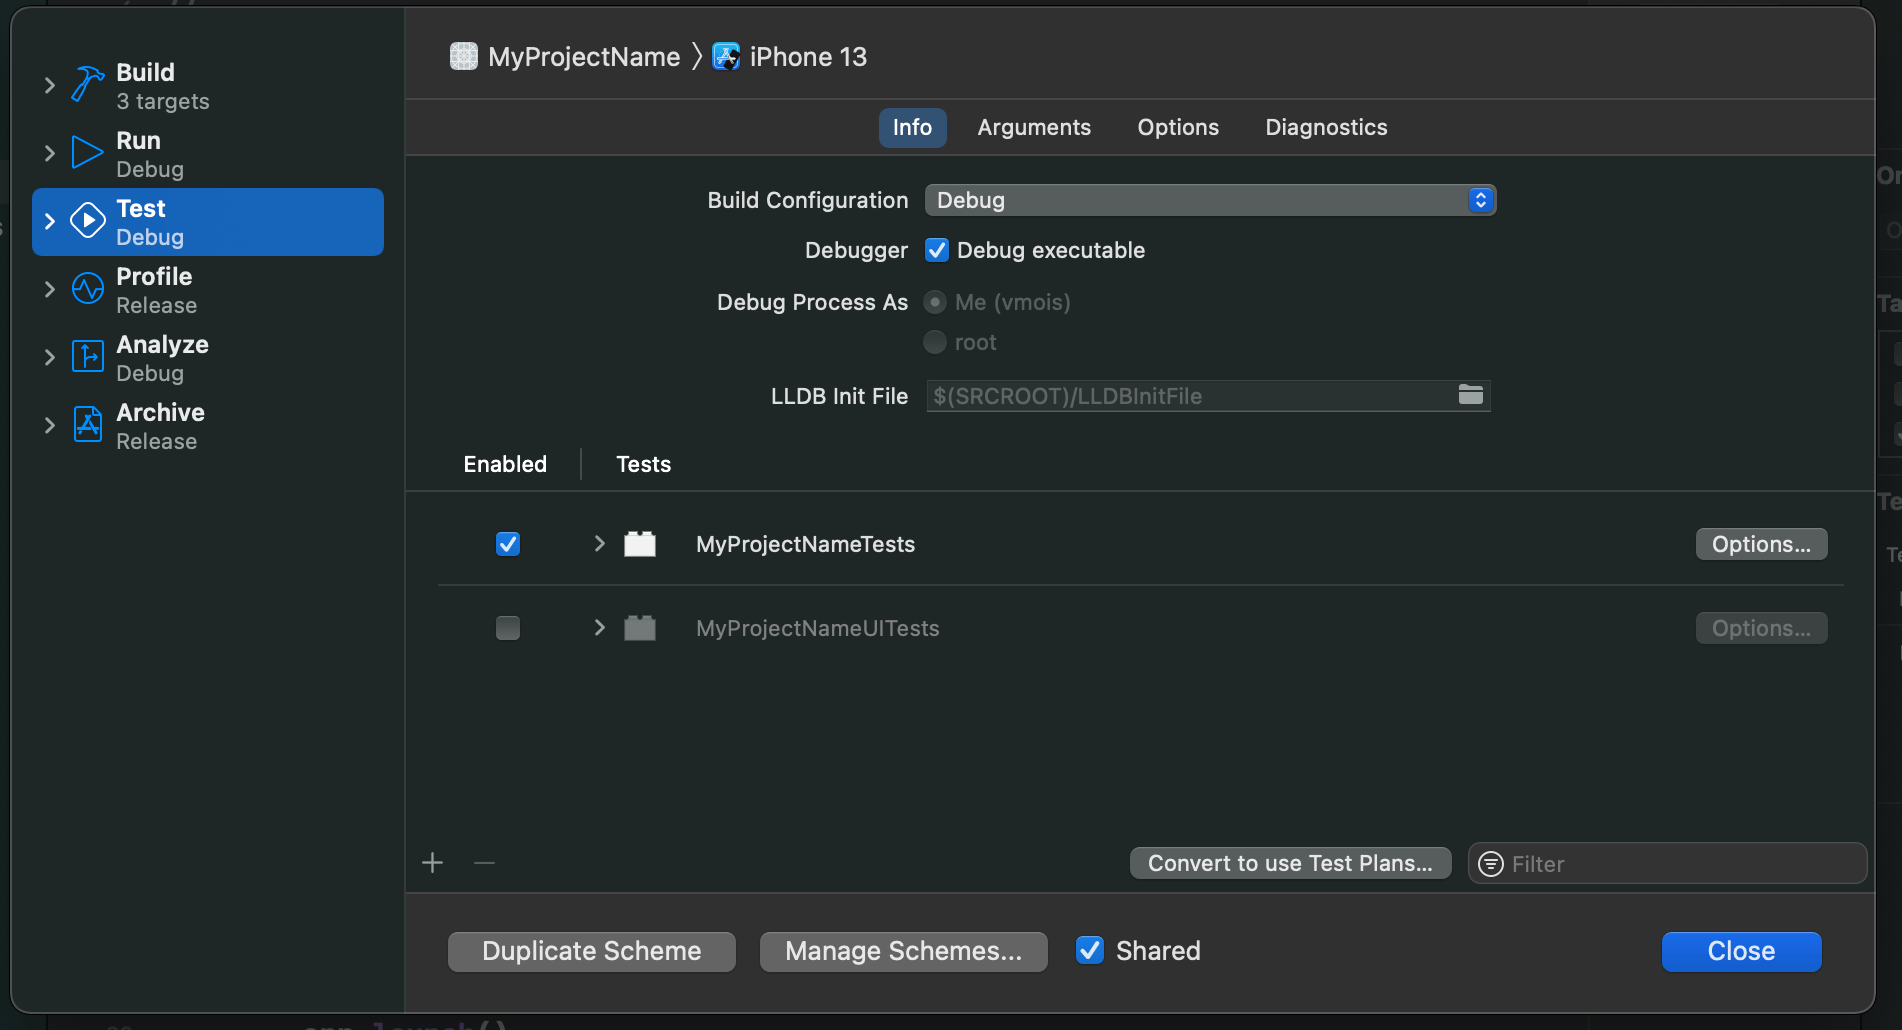 MyProjectName 〉 iPhone 13
Build
3 targets
Run
Debug
Test
Debug
Profile
Release
Analyze
Debug
Archive
Release
Info Arguments Options Diagnostics
Build Configuration Debug
Debugger Debug executable
Debug Process As Me (vmois)
root
LLDB Init File $(SRCROOT)/LLDBInitFile
Enabled Tests
MyProjectNameTests Options...
MyProjectNameUITests Options...
Convert to use Test Plans... Filter
Duplicate Scheme Manage Schemes... Shared Close